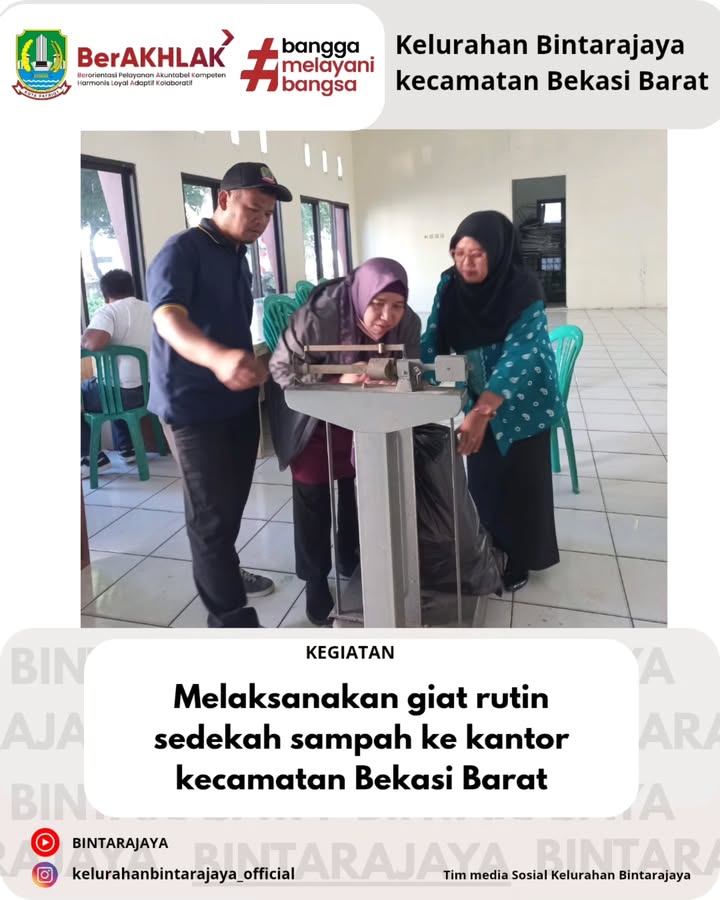 BerAKHLAK
Berorientasi Pelayanan Akuntabel Kompeten
Harmonis Loyal Adaptif Kolaboratif
#bangga
melayani
bangsa
Kelurahan Bintarajaya
kecamatan Bekasi Barat
KEGIATAN
Melaksanakan giat rutin
sedekah sampah ke kantor
kecamatan Bekasi Barat
BINTARAJAYA
kelurahanbintarajaya_official
Tim media Sosial Kelurahan Bintarajaya
BINTARAJAYA